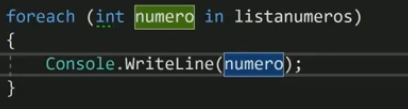 foreach (int numero in listanumeros)
{
Console.WriteLine(numero);
}